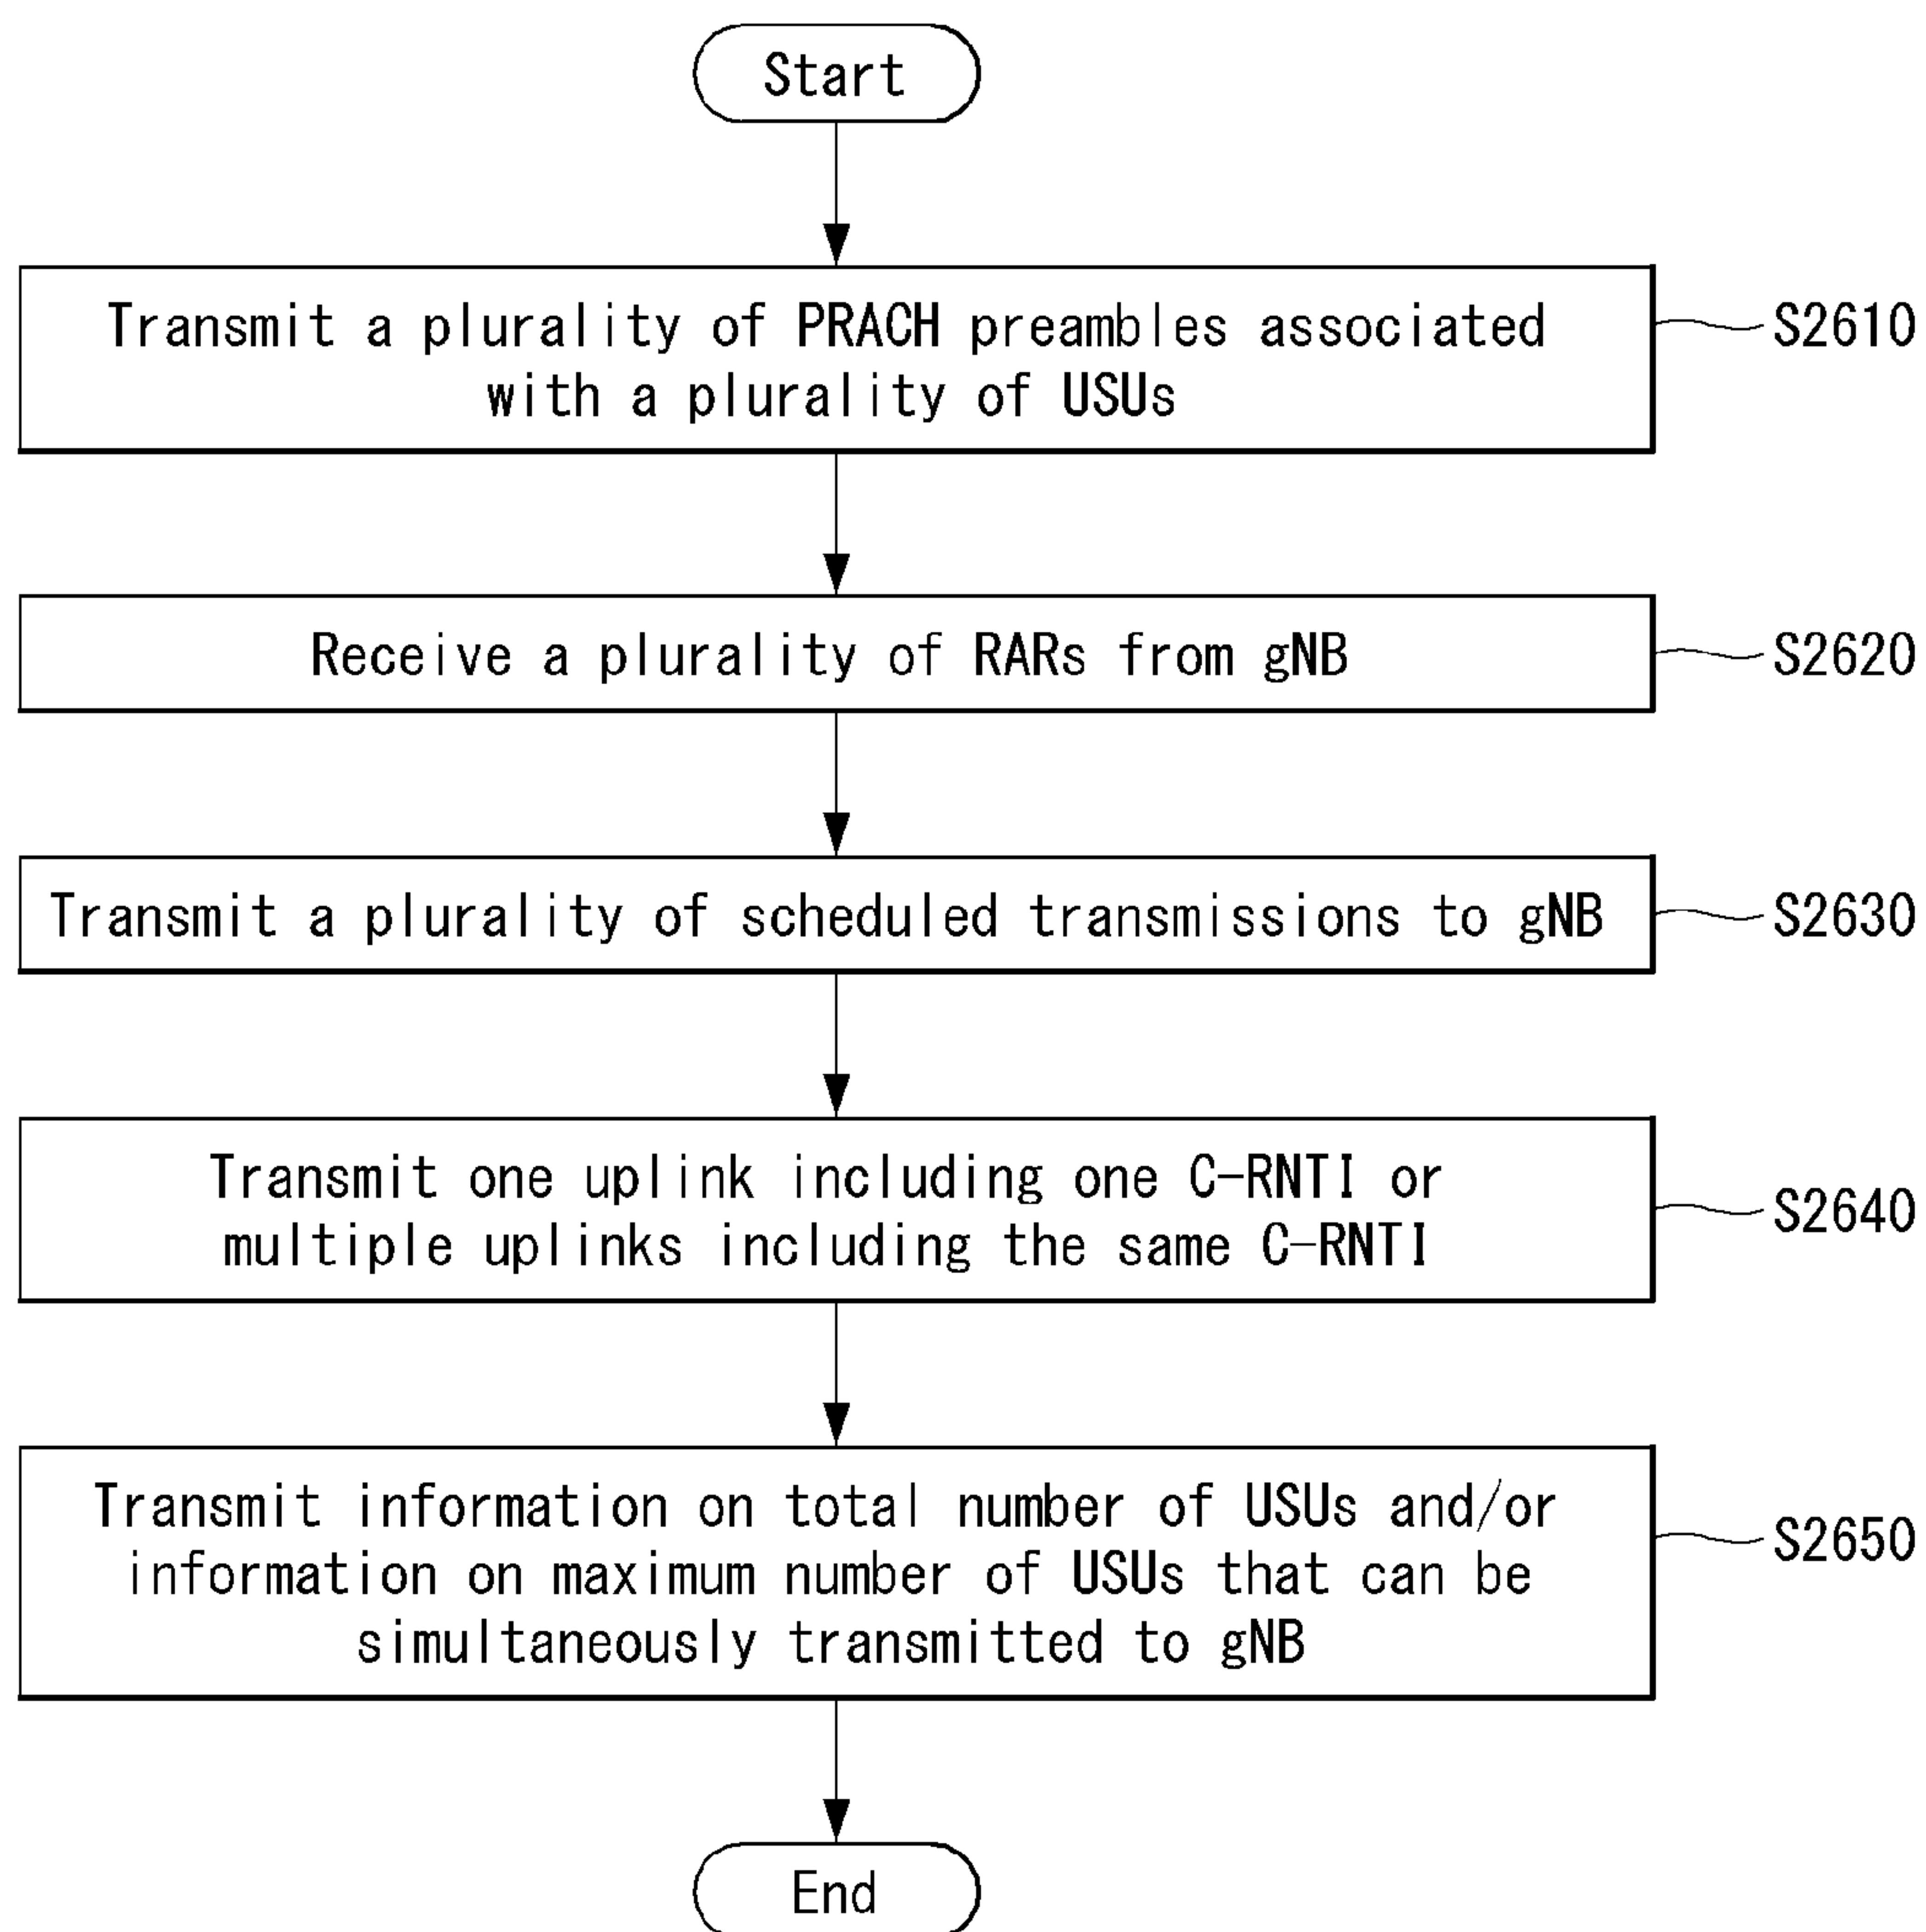 Start
Transmit a plurality of PRACH preambles associated
with a plurality of USUs
S2610
Receive a plurality of RARs from gNB
S2620
Transmit a plurality of scheduled transmissions to gNB
S2630
Transmit one uplink including one C-RNTI or
multiple uplinks including the same C-RNTI
S2640
Transmit information on total number of USUs and/or
information on maximum number of USUs that can be
simultaneously transmitted to gNB
S2650
End